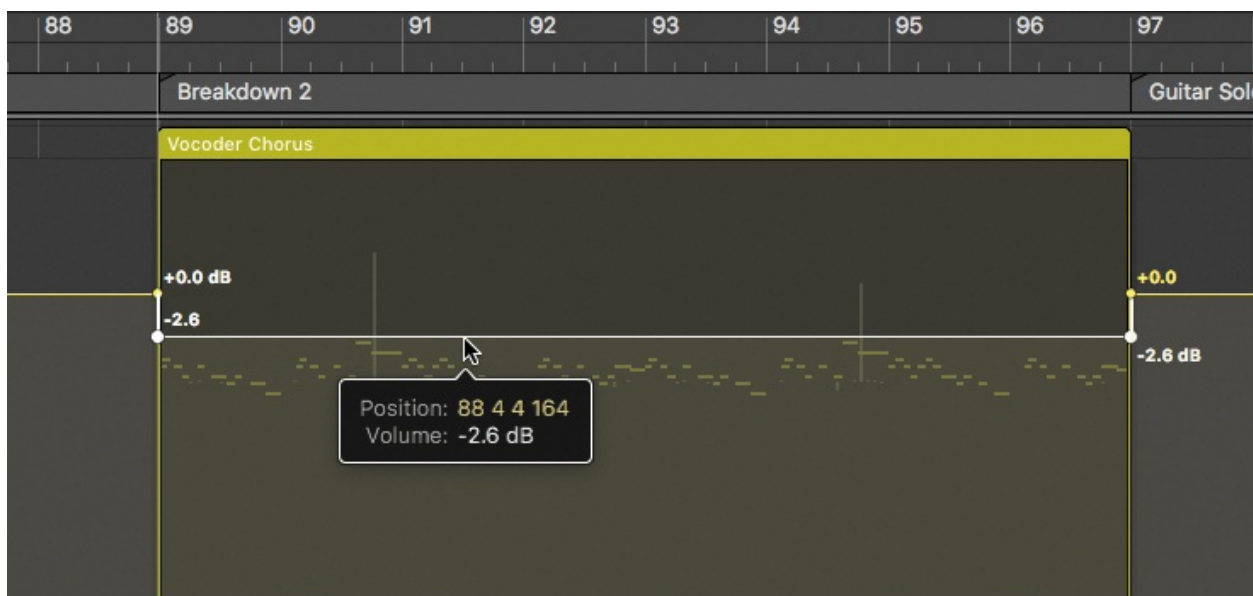 88 89 90 91 92 93 94 95 96 97
Breakdown 2 Guitar Sol
Vocoder Chorus
+0.0 dB +0.0
-2.6
-2.6 dB
Position: 88 4 4 164
Volume: -2.6 dB